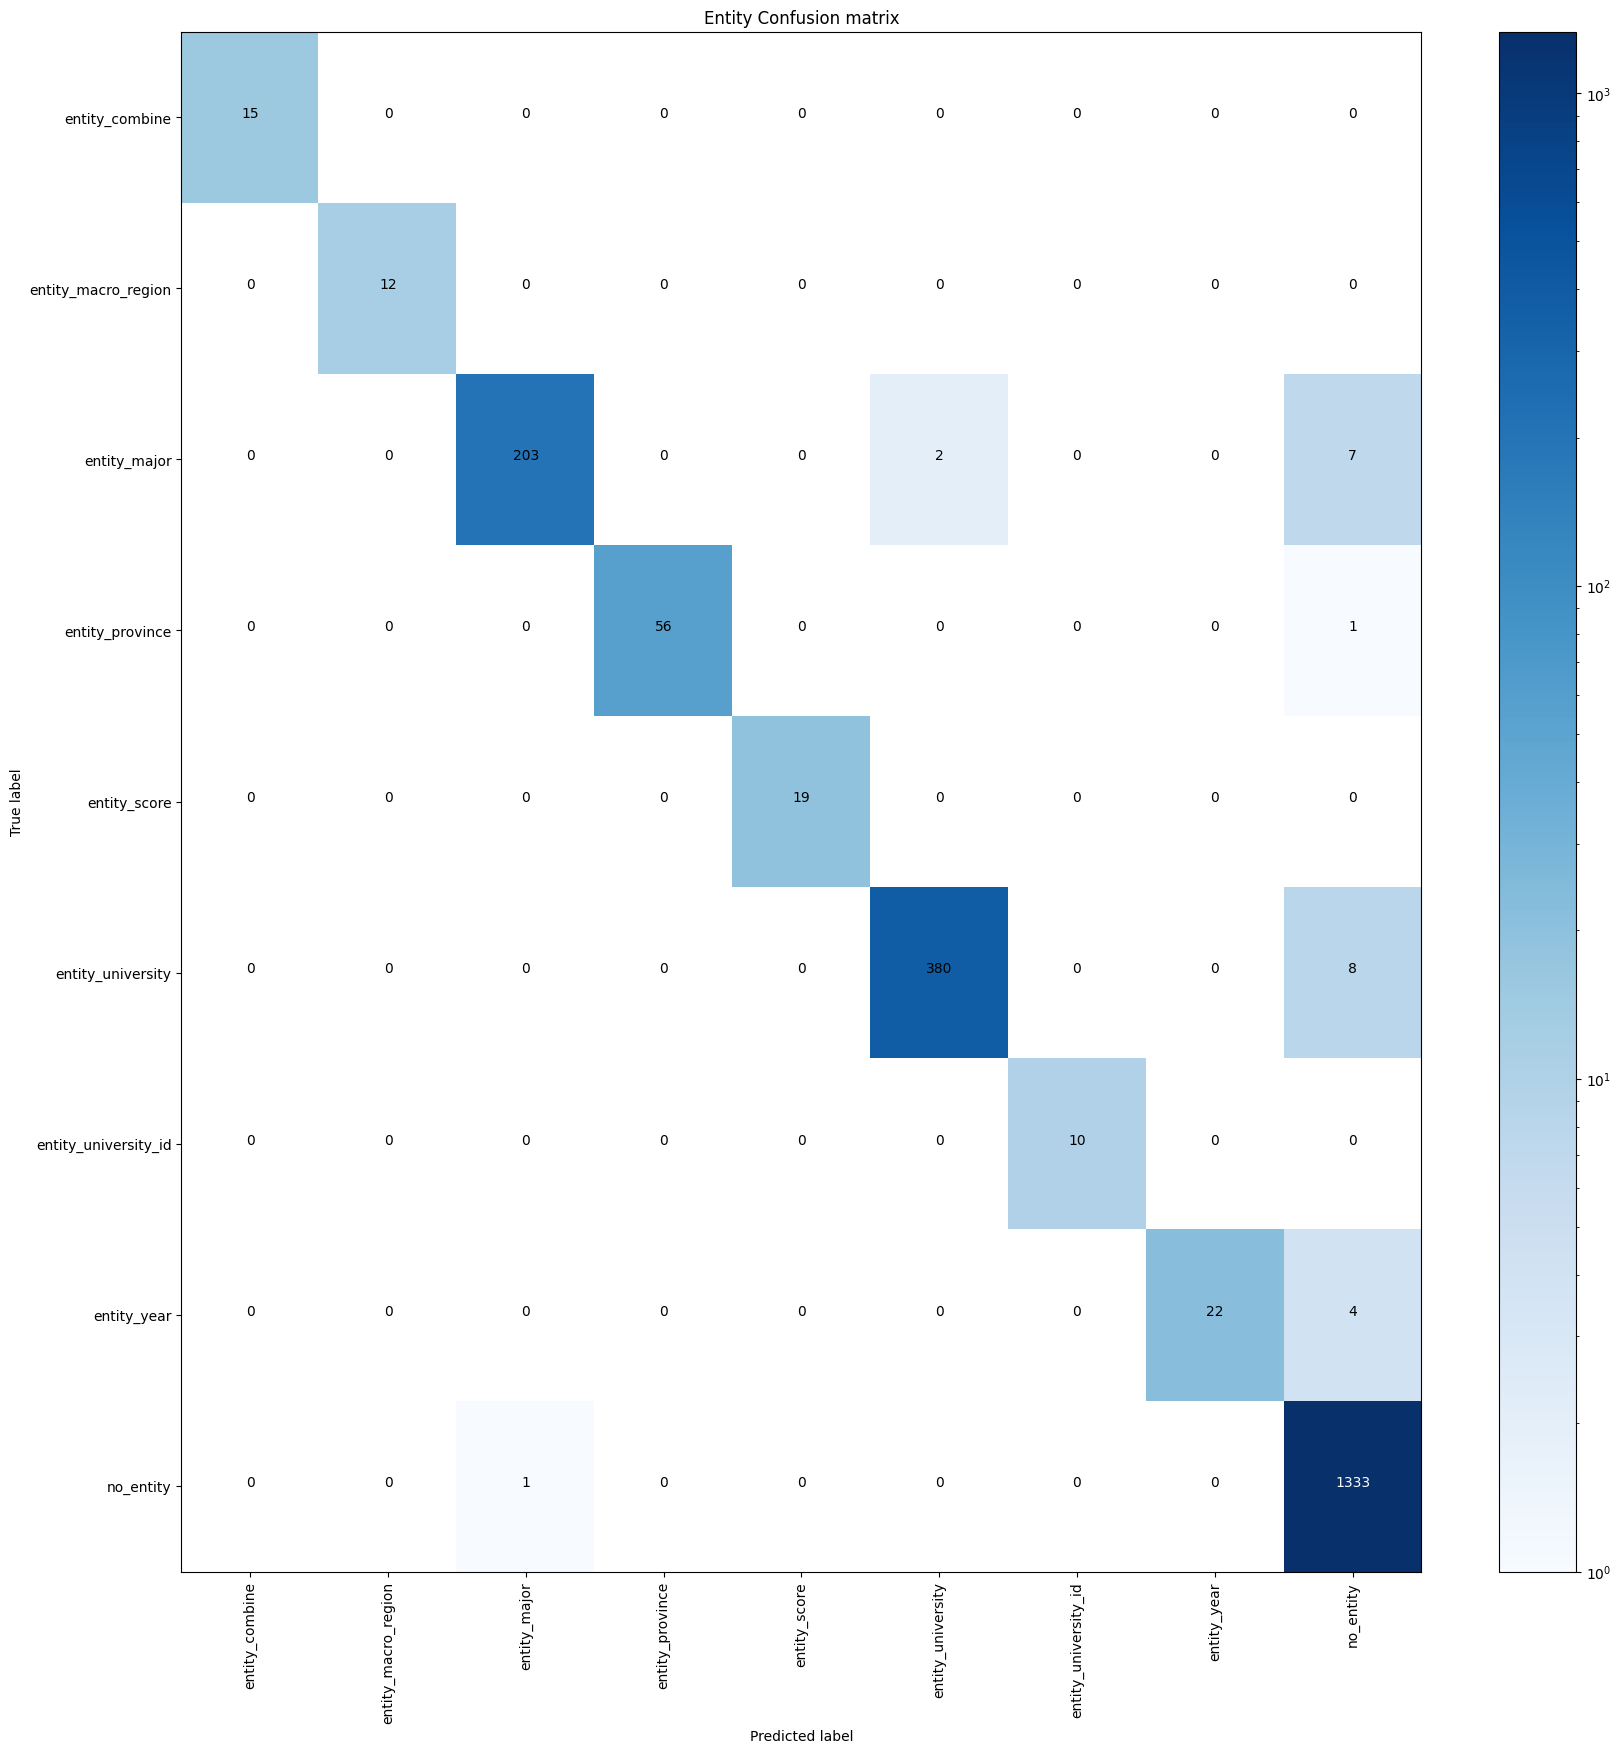 Entity Confusion matrix
entity_combine 15 0 0 0 0 0 0 0 0
entity_macro_region 0 12 0 0 0 0 0 0 0
entity_major 0 0 203 0 0 2 0 0 7
entity_province 0 0 0 56 0 0 0 0 1
entity_score 0 0 0 0 19 0 0 0 0
entity_university 0 0 0 0 0 380 0 0 8
entity_university_id 0 0 0 0 0 0 10 0 0
entity_year 0 0 0 0 0 0 0 22 4
no_entity 0 0 1 0 0 0 0 0 1333
True label
entity_combine
entity_macro_region
entity_major
entity_province
entity_score
entity_university
entity_university_id
entity_year
no_entity
Predicted label
10³
10²
10¹
10⁰